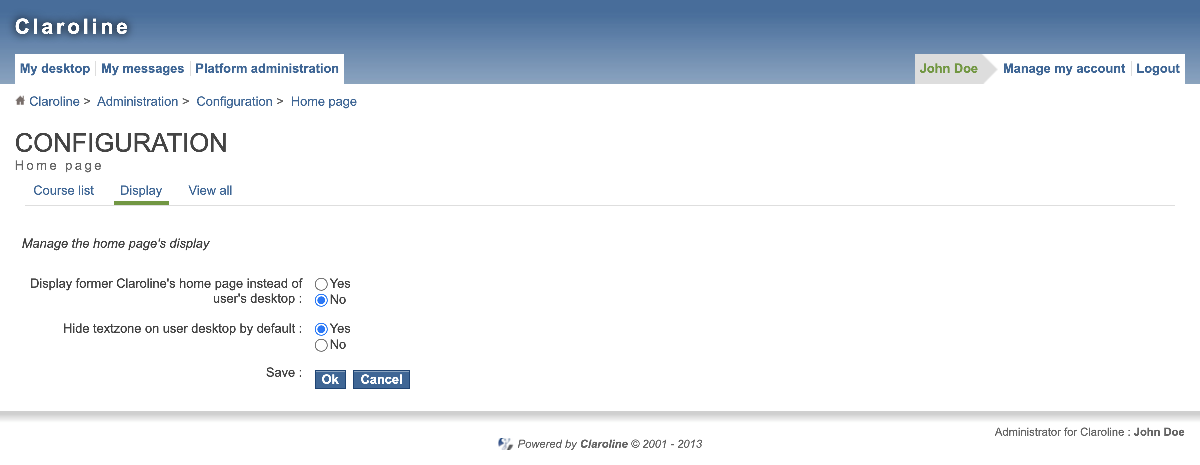 Claroline
My desktop My messages Platform administration John Doe Manage my account Logout
Claroline > Administration > Configuration > Home page
CONFIGURATION
Home page
Course list Display View all
Manage the home page's display
Display former Claroline's home page instead of
user's desktop :
Yes
No
Hide textzone on user desktop by default :
Yes
No
Save :
Ok Cancel
Administrator for Claroline : John Doe
Powered by Claroline © 2001 - 2013